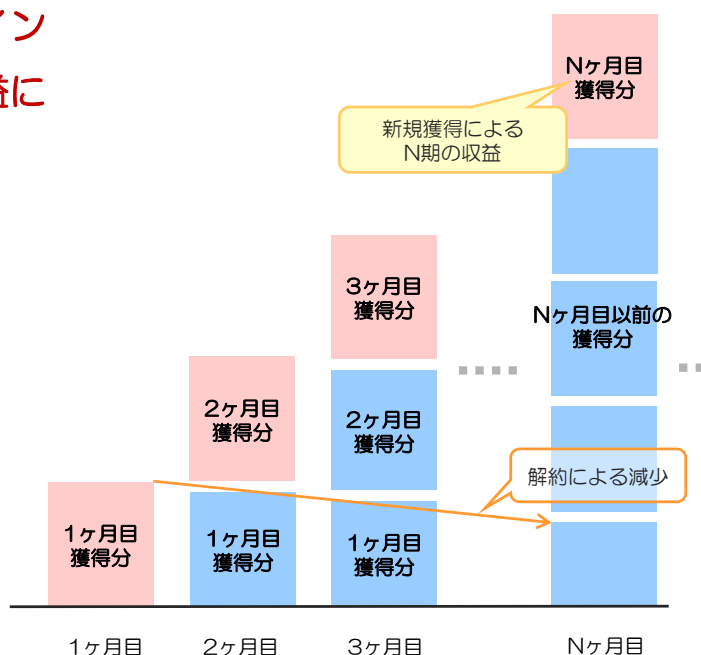 イン
益に
Nヶ月目
獲得分
新規獲得による
N期の収益
3ヶ月目
獲得分
Nヶ月目以前の
獲得分
2ヶ月目
獲得分
2ヶ月目
獲得分
解約による減少
1ヶ月目
獲得分
1ヶ月目
獲得分
1ヶ月目
獲得分
1ヶ月目
2ヶ月目
3ヶ月目
Nヶ月目